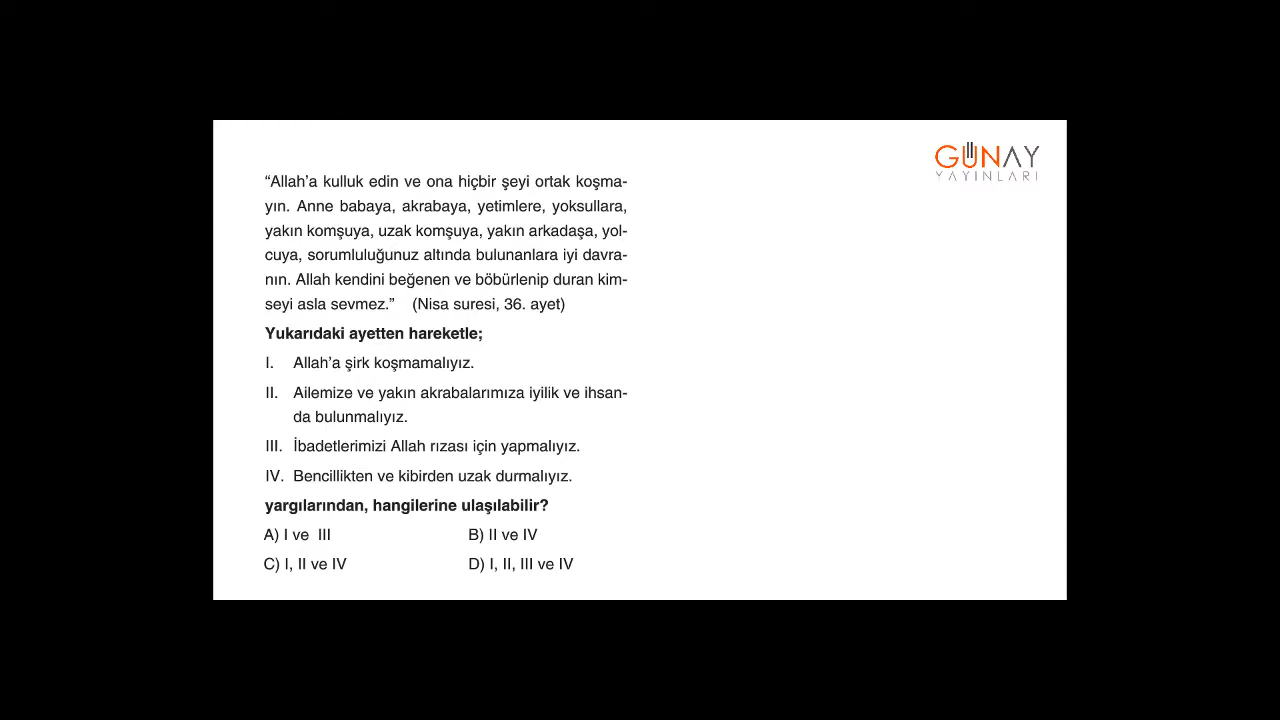 GÜNAY
YAYINLARI
“Allah’a kulluk edin ve ona hiçbir şeyi ortak koşma-
yın. Anne babaya, akrabaya, yetimlere, yoksullara,
yakın komşuya, uzak komşuya, yakın arkadaşa, yol-
cuya, sorumluluğunuz altında bulunanlara iyi davra-
nın. Allah kendini beğenen ve böbürlenip duran kim-
seyi asla sevmez.” (Nisa suresi, 36. ayet)
Yukarıdaki ayetten hareketle;
I. Allah’a şirk koşmamalıyız.
II. Ailemize ve yakın akrabalarımıza iyilik ve ihsan-
da bulunmalıyız.
III. İbadetlerimizi Allah rızası için yapmalıyız.
IV. Bencillikten ve kibirden uzak durmalıyız.
yargılarından, hangilerine ulaşılabilir?
A) I ve III B) II ve IV
C) I, II ve IV D) I, II, III ve IV